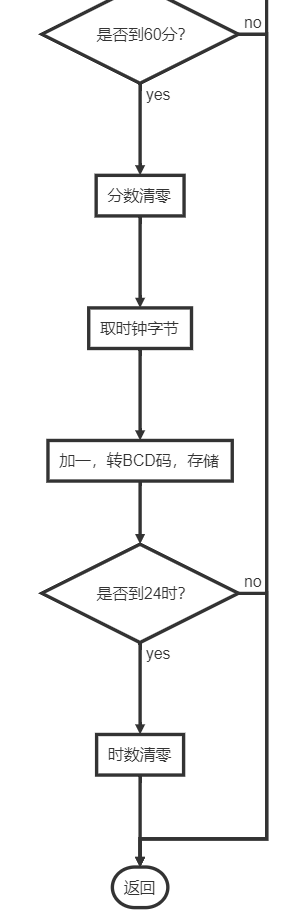 是否到60分?
no
yes
分数清零
取时钟字节
加一，转BCD码，存储
是否到24时?
no
yes
时数清零
返回